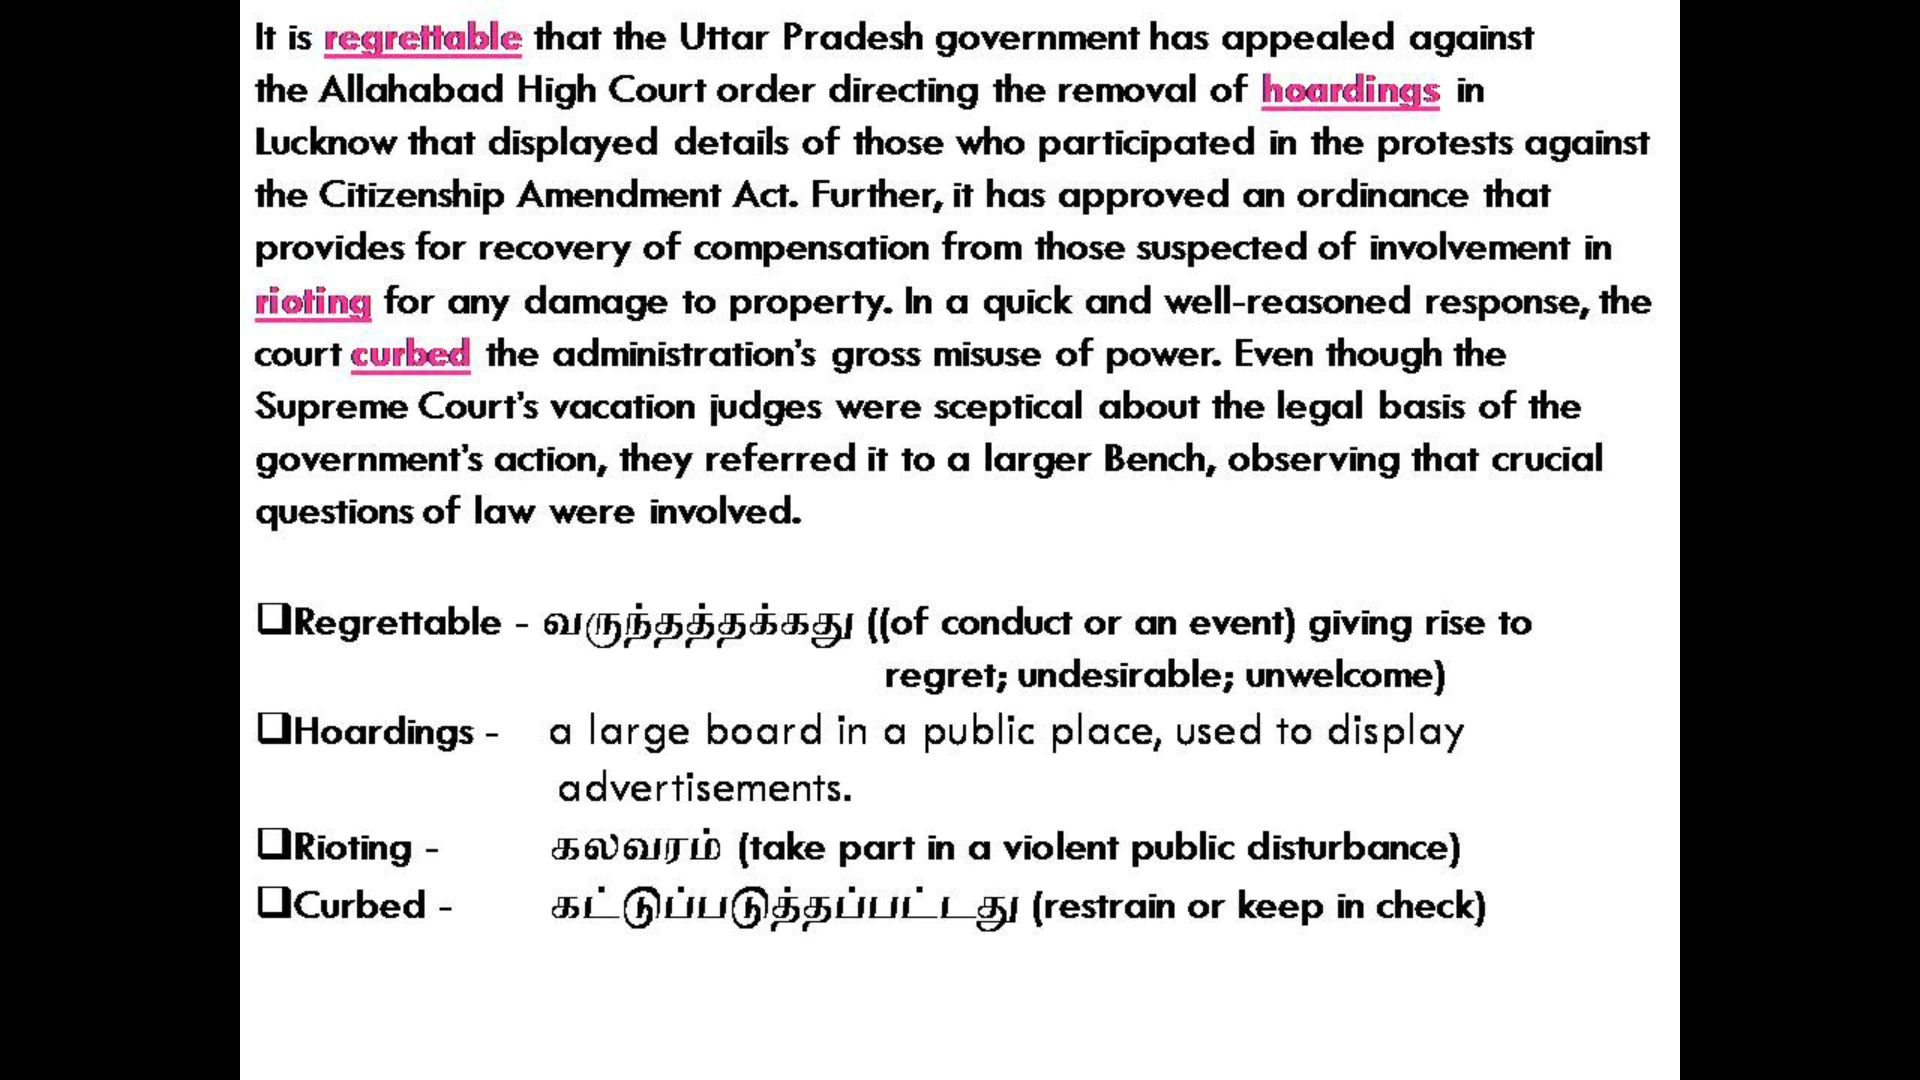 It is regrettable that the Uttar Pradesh government has appealed against
the Allahabad High Court order directing the removal of hoardings in
Lucknow that displayed details of those who participated in the protests against
the Citizenship Amendment Act. Further, it has approved an ordinance that
provides for recovery of compensation from those suspected of involvement in
rioting for any damage to property. In a quick and well-reasoned response, the
court curbed the administration's gross misuse of power. Even though the
Supreme Court's vacation judges were sceptical about the legal basis of the
government's action, they referred it to a larger Bench, observing that crucial
questions of law were involved.
❑Regrettable - வருந்தத்தக்கது ((of conduct or an event) giving rise to
regret; undesirable; unwelcome)
❑Hoardings - a large board in a public place, used to display
advertisements.
❑Rioting - கலவரம் (take part in a violent public disturbance)
❑Curbed - கட்டுப்படுத்தப்பட்டது (restrain or keep in check)